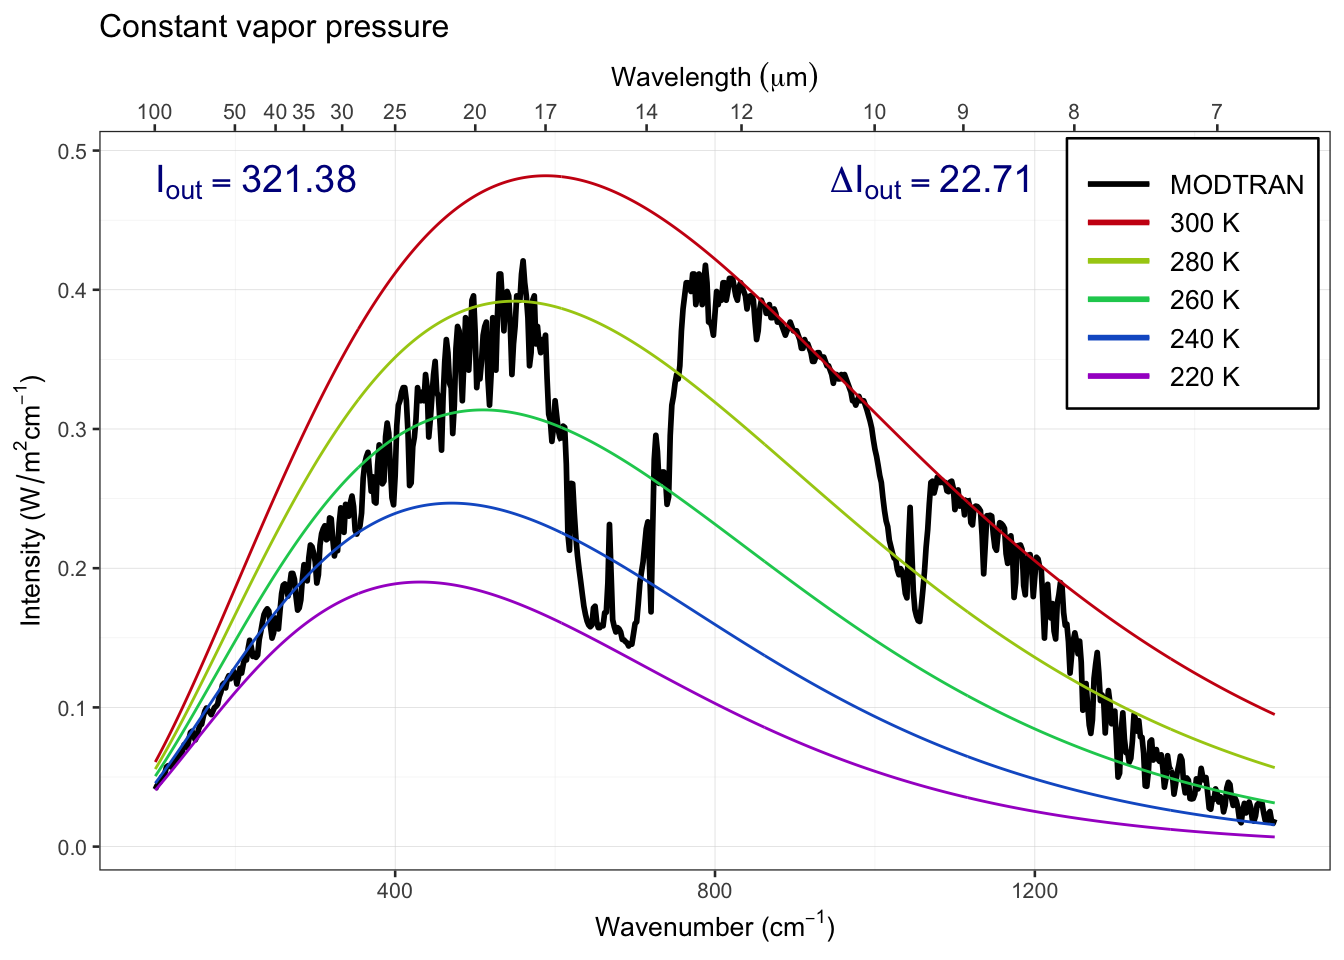 Constant vapor pressure
Wavelength (μm)
100 50 40 35 30 25 20 17 14 12 10 9 8 7
I_out = 321.38
ΔI_out = 22.71
MODTRAN
300 K
280 K
260 K
240 K
220 K
0.5
0.4
0.3
0.2
0.1
0.0
Intensity (W/m²cm⁻¹)
400 800 1200
Wavenumber (cm⁻¹)